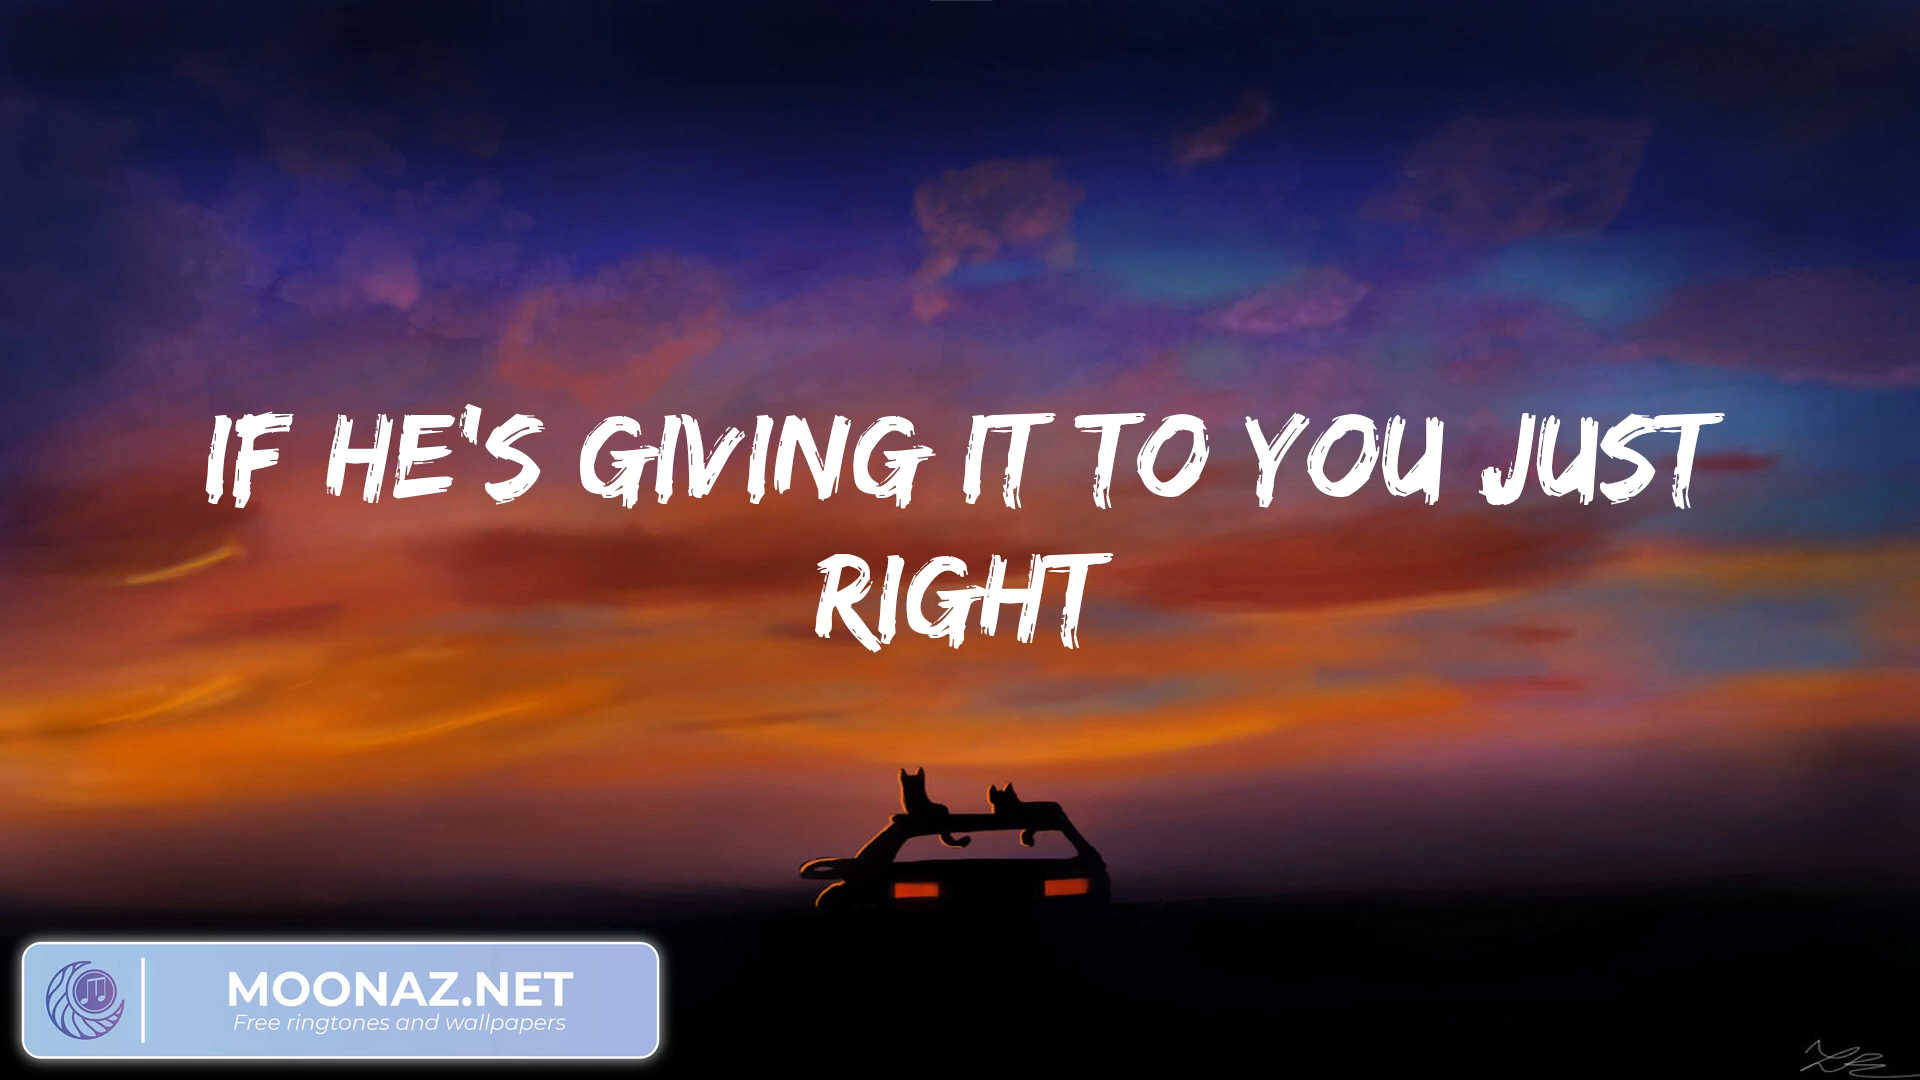 IF HE'S GIVING IT TO YOU JUST
RIGHT
MOONAZ.NET
Free ringtones and wallpapers